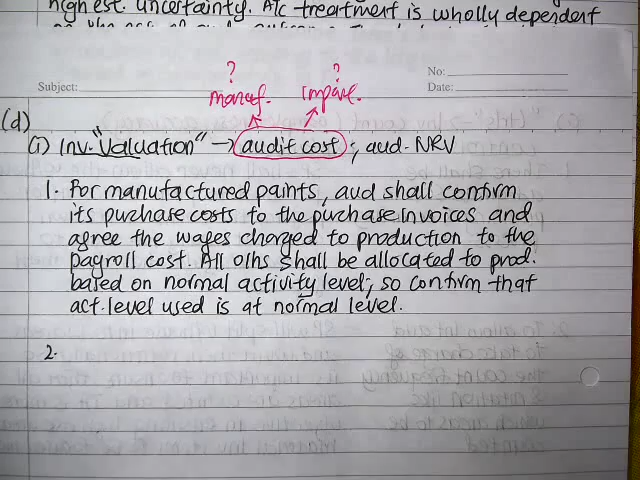 highest. uncertainty. A/c treatment is wholly dependent
Subject:
No:
Date:
? ?
manuf. import.
(d)
(i) Inv. "Valuation" → audit cost ; aud. NRV
1. For manufactured paints, aud shall confirm
its purchase costs to the purchase invoices and
agree the wages charged to production to the
payroll cost. All o/hs shall be allocated to prod.
based on normal activity level, so confirm that
act. level used is at normal level.
2.